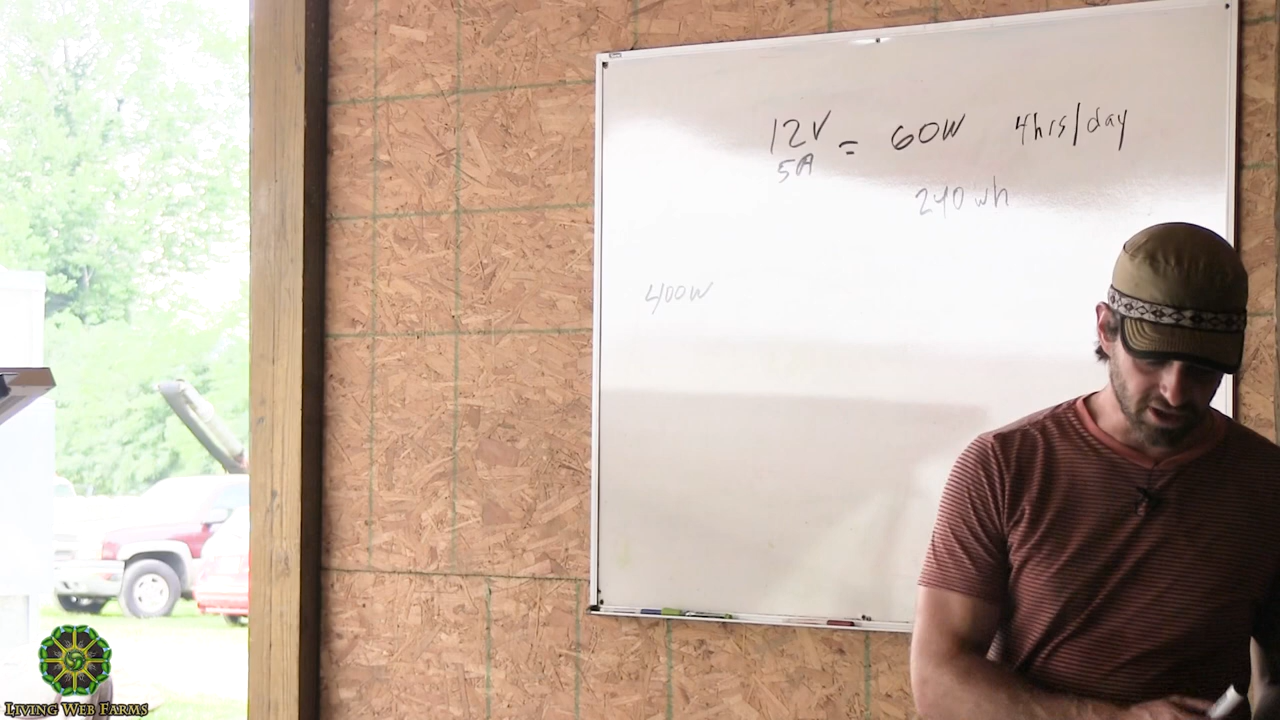 12V = 60W 4hrs/day
5A
240wh
400W
LIVING WEB FARMS